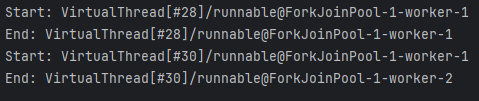 Start: VirtualThread[#28]/runnable@ForkJoinPool-1-worker-1
End: VirtualThread[#28]/runnable@ForkJoinPool-1-worker-1
Start: VirtualThread[#30]/runnable@ForkJoinPool-1-worker-1
End: VirtualThread[#30]/runnable@ForkJoinPool-1-worker-2